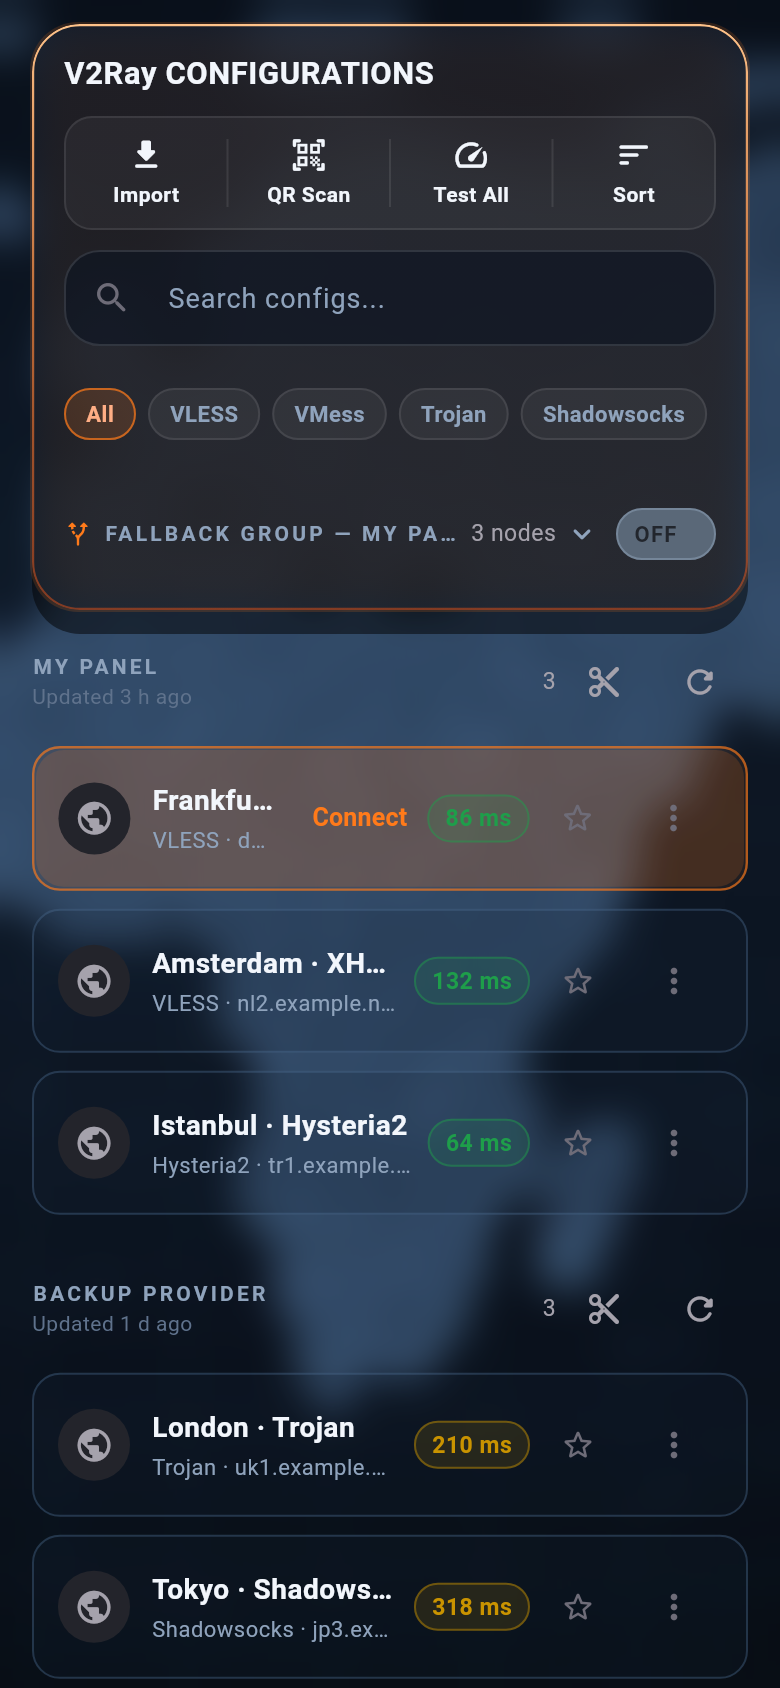 V2Ray CONFIGURATIONS
Import QR Scan Test All Sort
Search configs...
All VLESS VMess Trojan Shadowsocks
FALLBACK GROUP — MY PA… 3 nodes OFF
MY PANEL
Updated 3 h ago
3
Frankfu…
VLESS · d…
Connect 86 ms
Amsterdam · XH…
VLESS · nl2.example.n…
132 ms
Istanbul · Hysteria2
Hysteria2 · tr1.example.…
64 ms
BACKUP PROVIDER
Updated 1 d ago
3
London · Trojan
Trojan · uk1.example.…
210 ms
Tokyo · Shadows…
Shadowsocks · jp3.ex…
318 ms